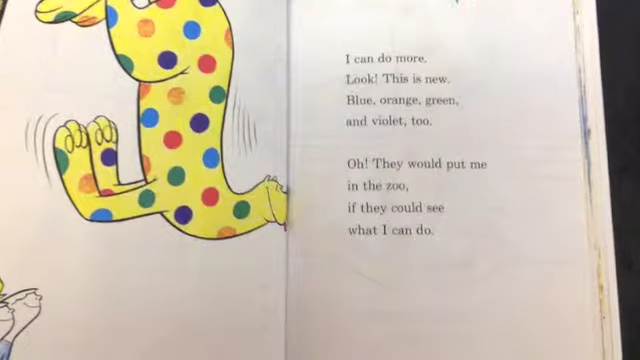 I can do more.
Look! This is new.
Blue, orange, green,
and violet, too.
Oh! They would put me
in the zoo,
if they could see
what I can do.